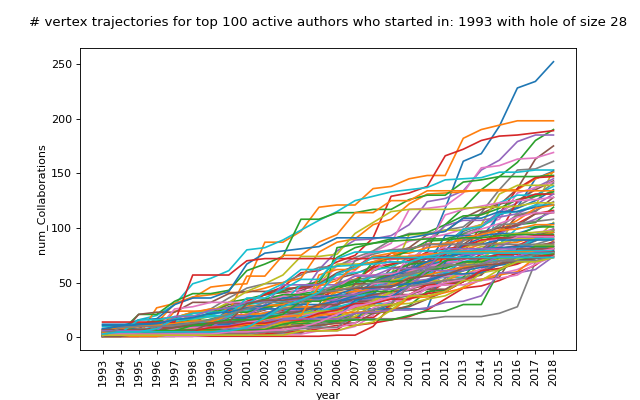 # vertex trajectories for top 100 active authors who started in: 1993 with hole of size 28
250
200
150
100
50
0
num_Collaborations
1993 1994 1995 1996 1997 1998 1999 2000 2001 2002 2003 2004 2005 2006 2007 2008 2009 2010 2011 2012 2013 2014 2015 2016 2017 2018
year